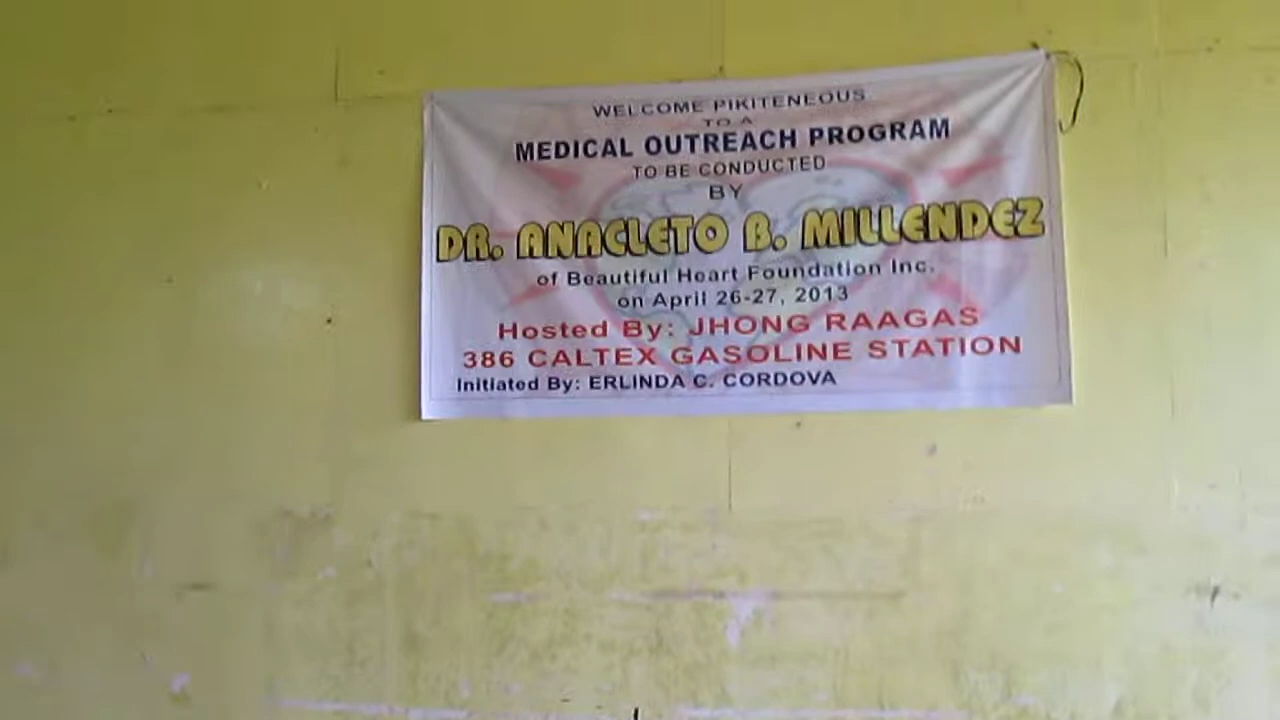 WELCOME PIKITENEOUS
TO A
MEDICAL OUTREACH PROGRAM
TO BE CONDUCTED
BY
DR. ANACLETO B. MILLENDEZ
of Beautiful Heart Foundation Inc.
on April 26-27, 2013
Hosted By: JHONG RAAGAS
386 CALTEX GASOLINE STATION
Initiated By: ERLINDA C. CORDOVA